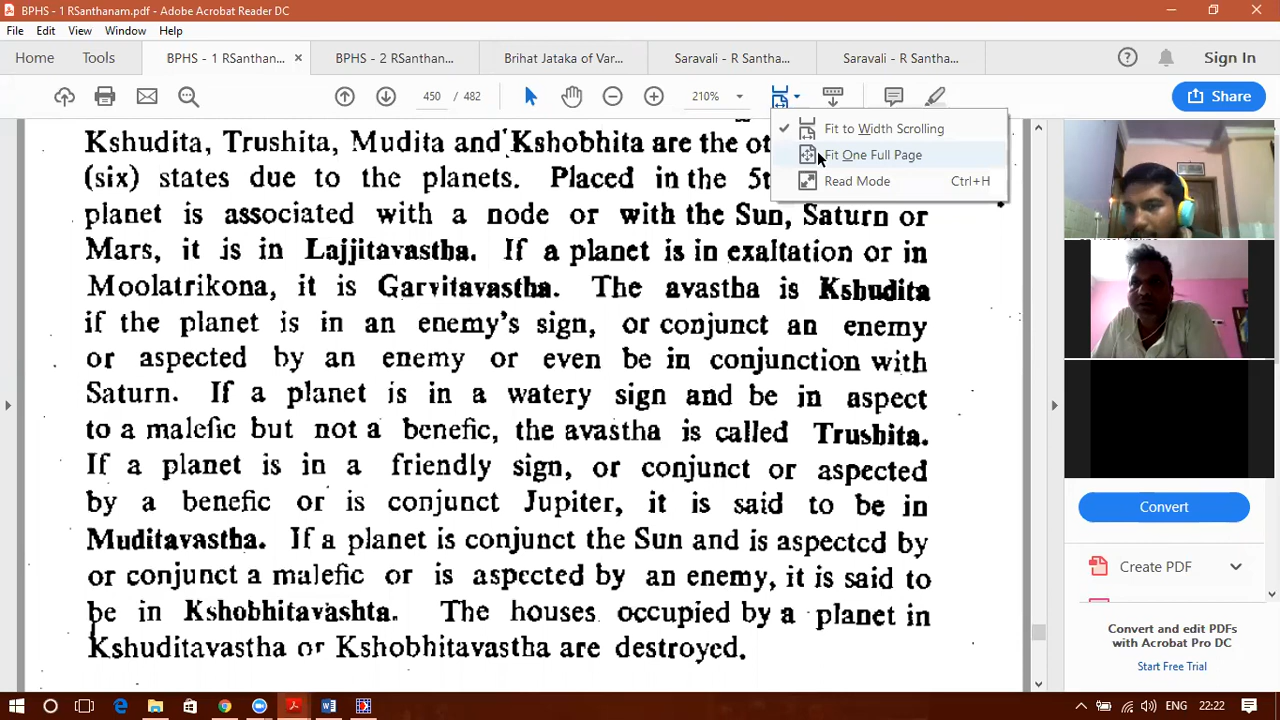 BPHS - 1 RSanthanam.pdf - Adobe Acrobat Reader DC
File Edit View Window Help
Home Tools BPHS - 1 RSanthan... BPHS - 2 RSanthan... Brihat Jataka of Var... Saravali - R Santha... Saravali - R Santha... Sign In
450 / 482 210% Share
Fit to Width Scrolling
Fit One Full Page
Read Mode Ctrl+H
Kshudita, Trushita, Mudita and Kshobhita are the
(six) states due to the planets. Placed in the 5th
planet is associated with a node or with the Sun, Saturn or
Mars, it is in Lajjitavastha. If a planet is in exaltation or in
Moolatrikona, it is Garvitavastha. The avastha is Kshudita
if the planet is in an enemy's sign, or conjunct an enemy
or aspected by an enemy or even be in conjunction with
Saturn. If a planet is in a watery sign and be in aspect
to a malefic but not a benefic, the avastha is called Trushita.
If a planet is in a friendly sign, or conjunct or aspected
by a benefic or is conjunct Jupiter, it is said to be in
Muditavastha. If a planet is conjunct the Sun and is aspected by
or conjunct a malefic or is aspected by an enemy, it is said to
be in Kshobhitavashta. The houses occupied by a planet in
Kshuditavastha or Kshobhitavastha are destroyed.
Convert
Create PDF
Convert and edit PDFs
with Acrobat Pro DC
Start Free Trial
ENG 22:22